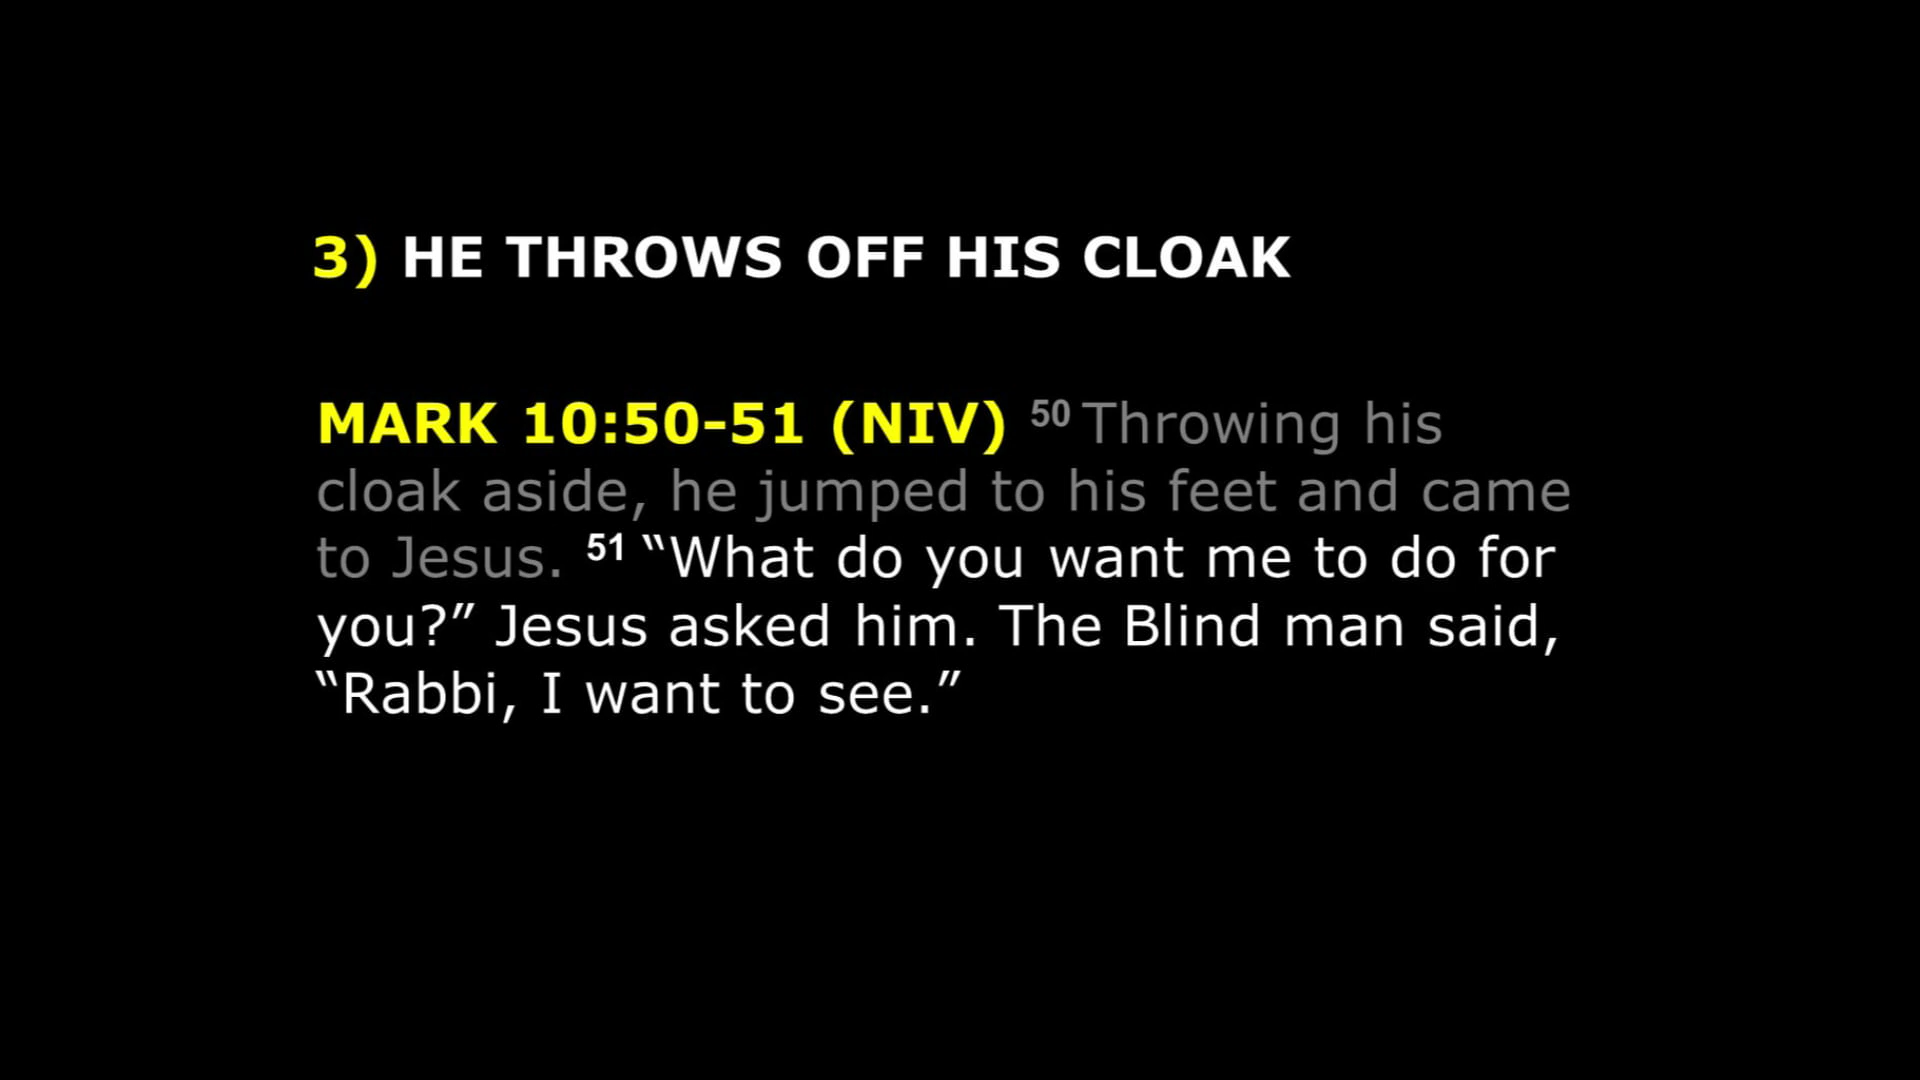 3) HE THROWS OFF HIS CLOAK
MARK 10:50-51 (NIV) 50 Throwing his
cloak aside, he jumped to his feet and came
to Jesus. 51 “What do you want me to do for
you?” Jesus asked him. The Blind man said,
“Rabbi, I want to see.”